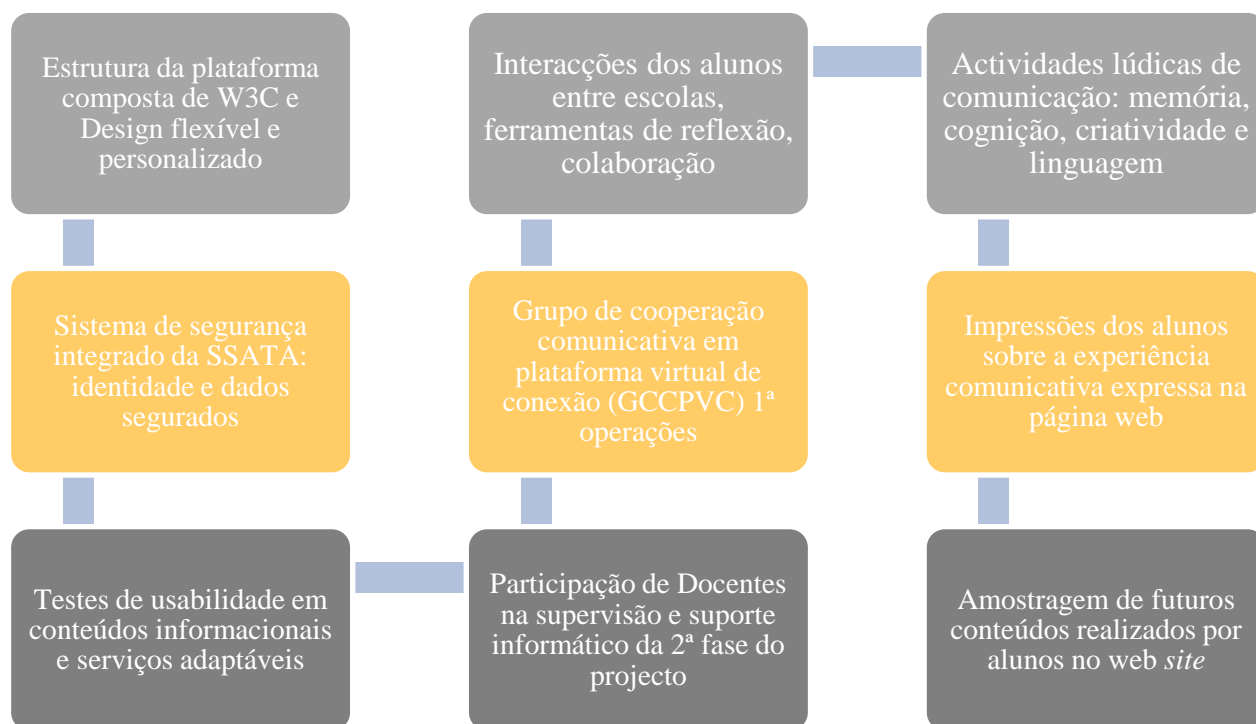 Estrutura da plataforma
composta de W3C e
Design flexível e
personalizado
Sistema de segurança
integrado da SSATA:
identidade e dados
segurados
Testes de usabilidade em
conteúdos informacionais
e serviços adaptáveis
Participação de Docentes
na supervisão e suporte
informático da 2ª fase do
projecto
Grupo de cooperação
comunicativa em
plataforma virtual de
conexão (GCCPVC) 1ª
operações
Interacções dos alunos
entre escolas,
ferramentas de reflexão,
colaboração
Actividades lúdicas de
comunicação: memória,
cognição, criatividade e
linguagem
Impressões dos alunos
sobre a experiência
comunicativa expressa na
página web
Amostragem de futuros
conteúdos realizados por
alunos no web site